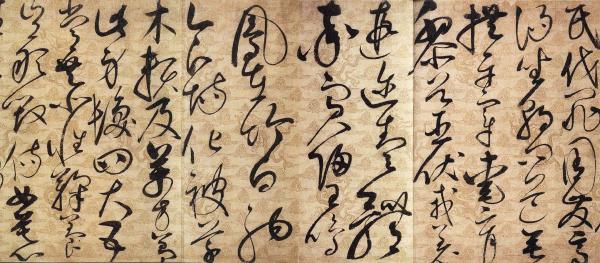 民伐罪周發商
湯坐朝問道垂
拱平章愛育
黎首臣伏戎羌
遐邇壹體
率賓歸王鳴
鳳在竹白駒
食場化被草
木賴及萬方蓋
此身髮四大五
常恭惟鞠養
豈敢毀傷女慕